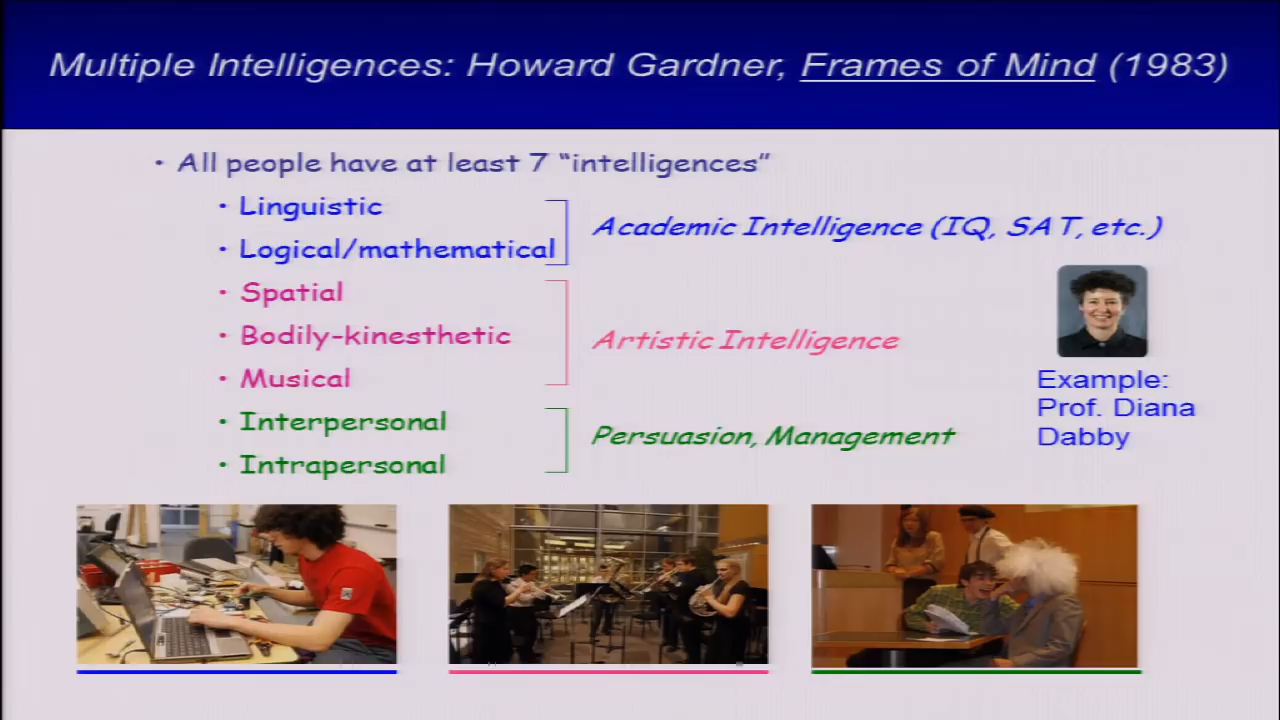 Multiple Intelligences: Howard Gardner, Frames of Mind (1983)
• All people have at least 7 “intelligences”
• Linguistic
• Logical/mathematical
Academic Intelligence (IQ, SAT, etc.)
• Spatial
• Bodily-kinesthetic
• Musical
Artistic Intelligence
• Interpersonal
• Intrapersonal
Persuasion, Management
Example:
Prof. Diana
Dabby